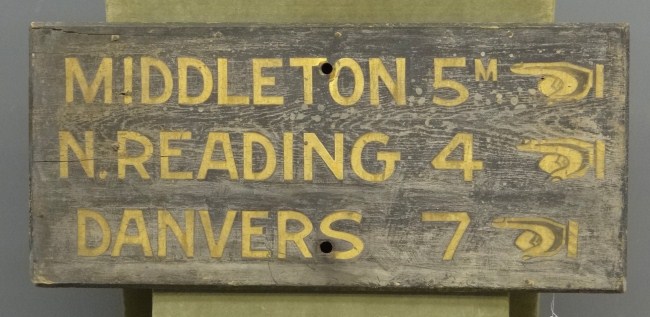 MIDDLETON 5M
N. READING 4
DANVERS 7